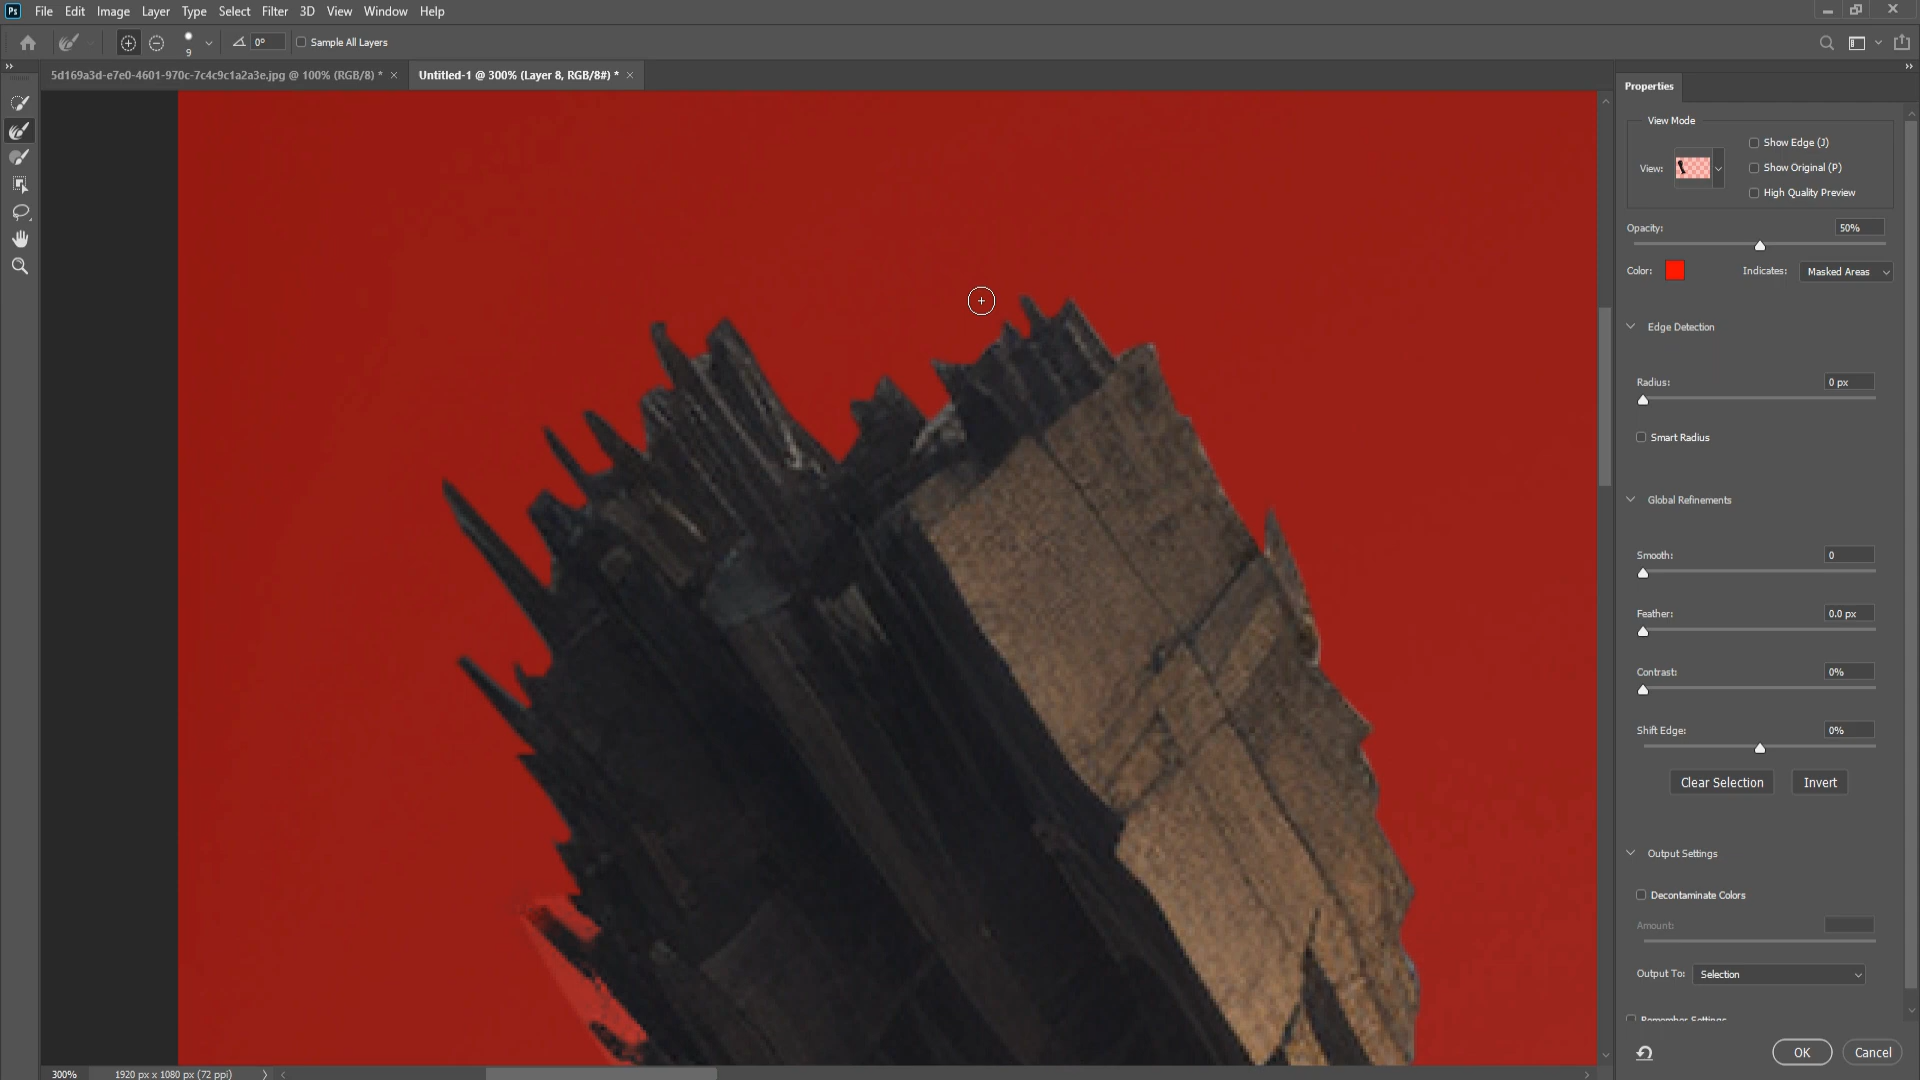 Ps File Edit Image Layer Type Select Filter 3D View Window Help
9 0° Sample All Layers
5d169a3d-e7e0-4601-970c-7c4c9c1a2a3e.jpg @ 100% (RGB/8) * × Untitled-1 @ 300% (Layer 8, RGB/8#) * ×
Properties
View Mode
Show Edge (J)
View: Show Original (P)
High Quality Preview
Opacity: 50%
Color: Indicates: Masked Areas
Edge Detection
Radius: 0 px
Smart Radius
Global Refinements
Smooth: 0
Feather: 0.0 px
Contrast: 0%
Shift Edge: 0%
Clear Selection Invert
Output Settings
Decontaminate Colors
Amount:
Output To: Selection
Remember Settings
OK Cancel
300% 1920 px x 1080 px (72 ppi)